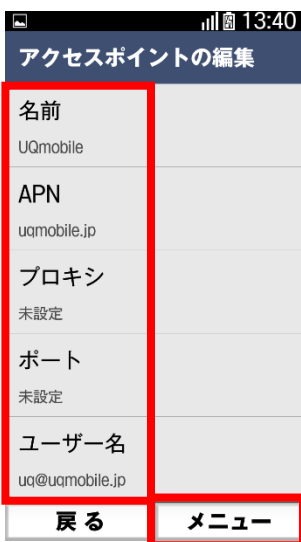 13:40
アクセスポイントの編集
名前
UQmobile
APN
uqmobile.jp
プロキシ
未設定
ポート
未設定
ユーザー名
uq@uqmobile.jp
戻る
メニュー